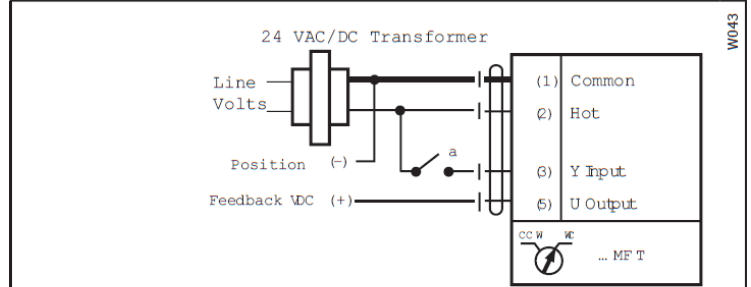 24 VAC/DC Transformer
W043
Line
Volts
(1) Common
(2) Hot
a
Position (-)
(3) Y Input
Feedback VDC (+)
(5) U Output
CCW
... MFT